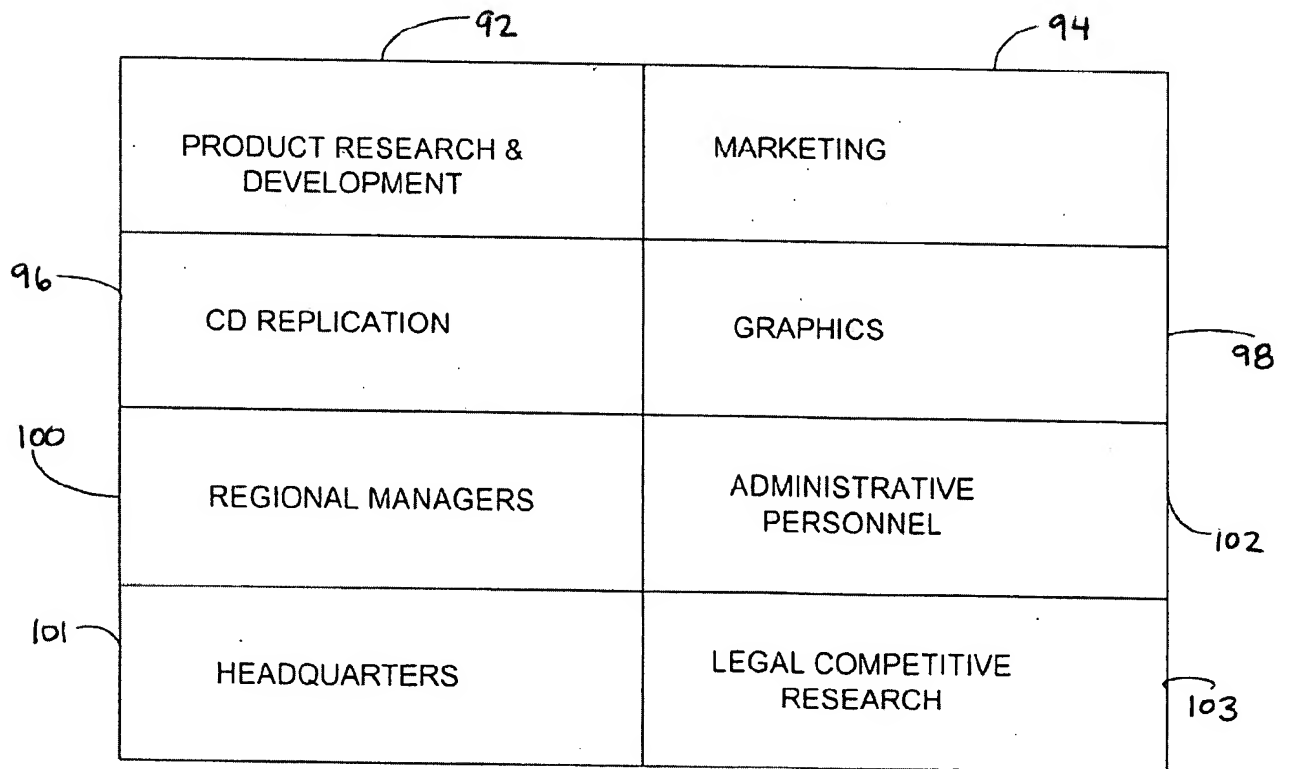 92
94
PRODUCT RESEARCH &
DEVELOPMENT
MARKETING
96
CD REPLICATION
GRAPHICS
98
100
REGIONAL MANAGERS
ADMINISTRATIVE
PERSONNEL
102
101
HEADQUARTERS
LEGAL COMPETITIVE
RESEARCH
103